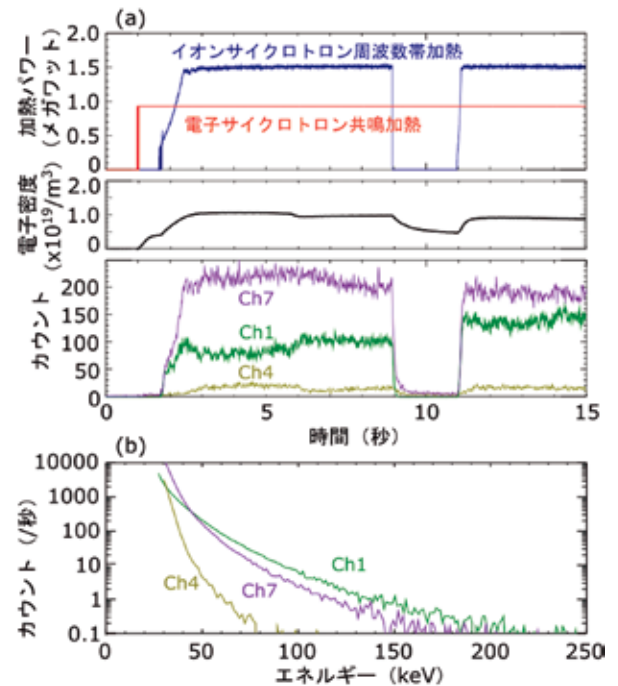 (a)
加熱パワー
(メガワット)
2.0
1.5
1.0
0.5
0
イオンサイクロトロン周波数帯加熱
電子サイクロトロン共鳴加熱
電子密度
(x10¹⁹/m³)
2.0
1.0
0
カウント
200
150
100
50
0
Ch7
Ch1
Ch4
0
5
10
15
時間(秒)
(b)
カウント(/秒)
10000
1000
100
10
1
0.1
Ch4
Ch7
Ch1
0
50
100
150
200
250
エネルギー(keV)